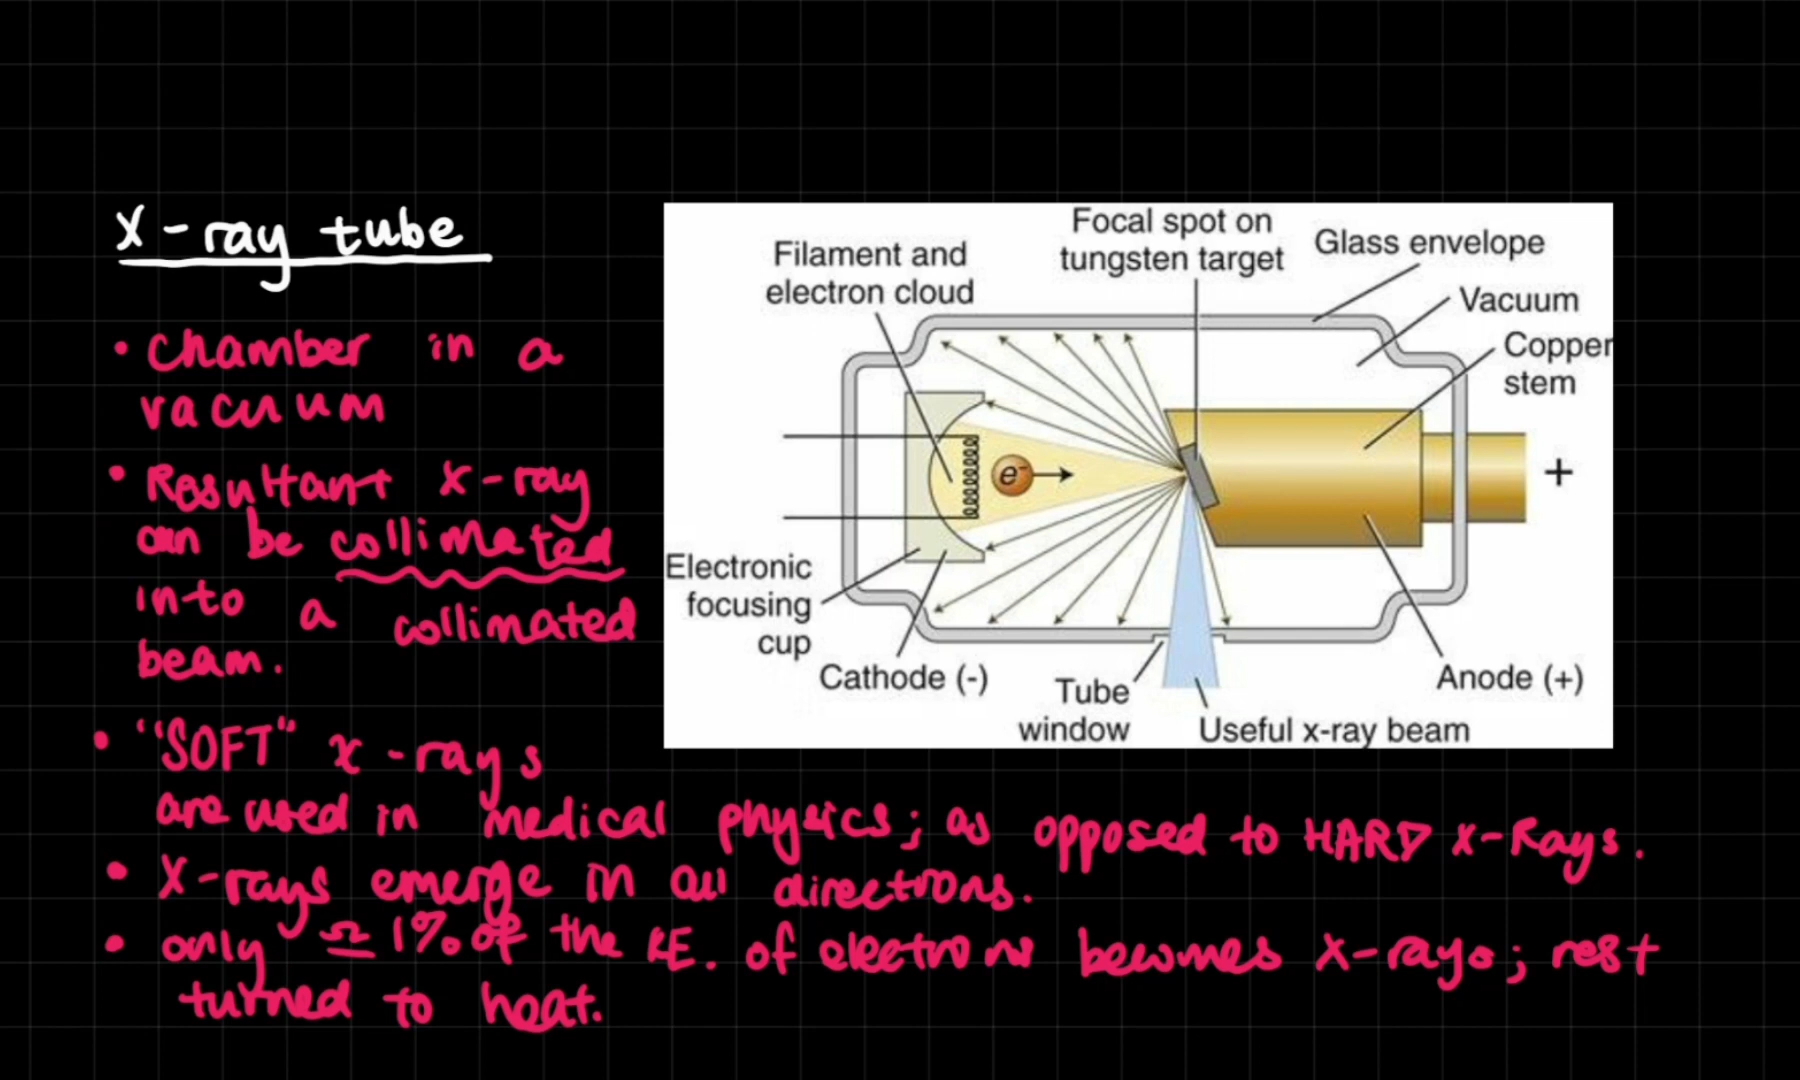 X-ray tube
• Chamber in a
vacuum
• Resultant x-ray
can be collimated
into a collimated
beam.
• "SOFT" x-rays
are used in medical physics; as opposed to HARD X-Rays.
• X-rays emerge in all directions.
• only ≃ 1% of the KE. of electrons becomes X-rays; rest
turned to heat.
Filament and
electron cloud
Focal spot on
tungsten target
Glass envelope
Vacuum
Copper
stem
e-
+
Electronic
focusing
cup
Cathode (-)
Tube
window
Useful x-ray beam
Anode (+)